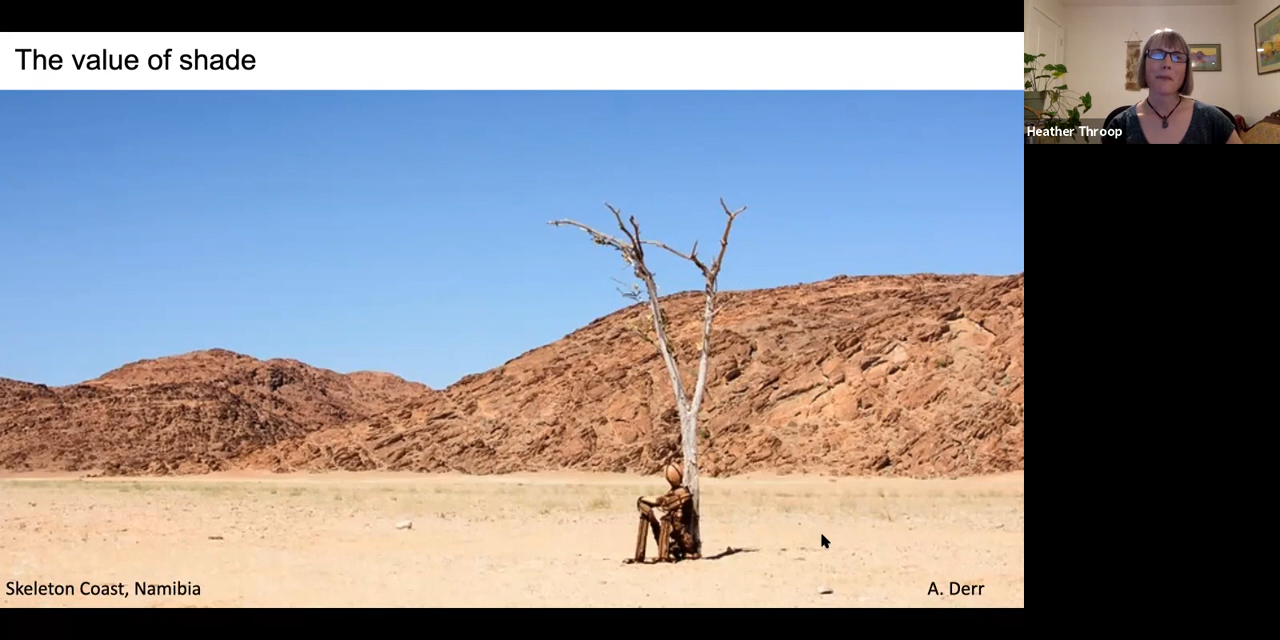 The value of shade
Heather Throop
Skeleton Coast, Namibia
A. Derr